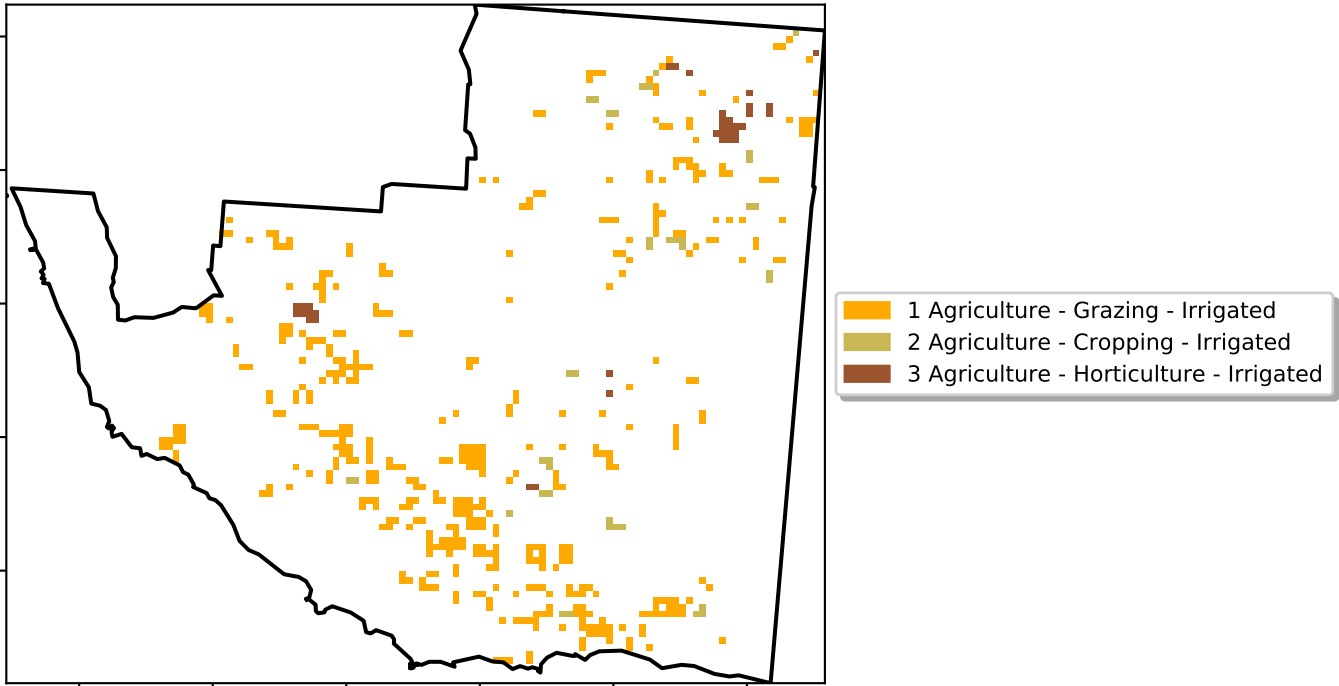 1 Agriculture - Grazing - Irrigated
2 Agriculture - Cropping - Irrigated
3 Agriculture - Horticulture - Irrigated